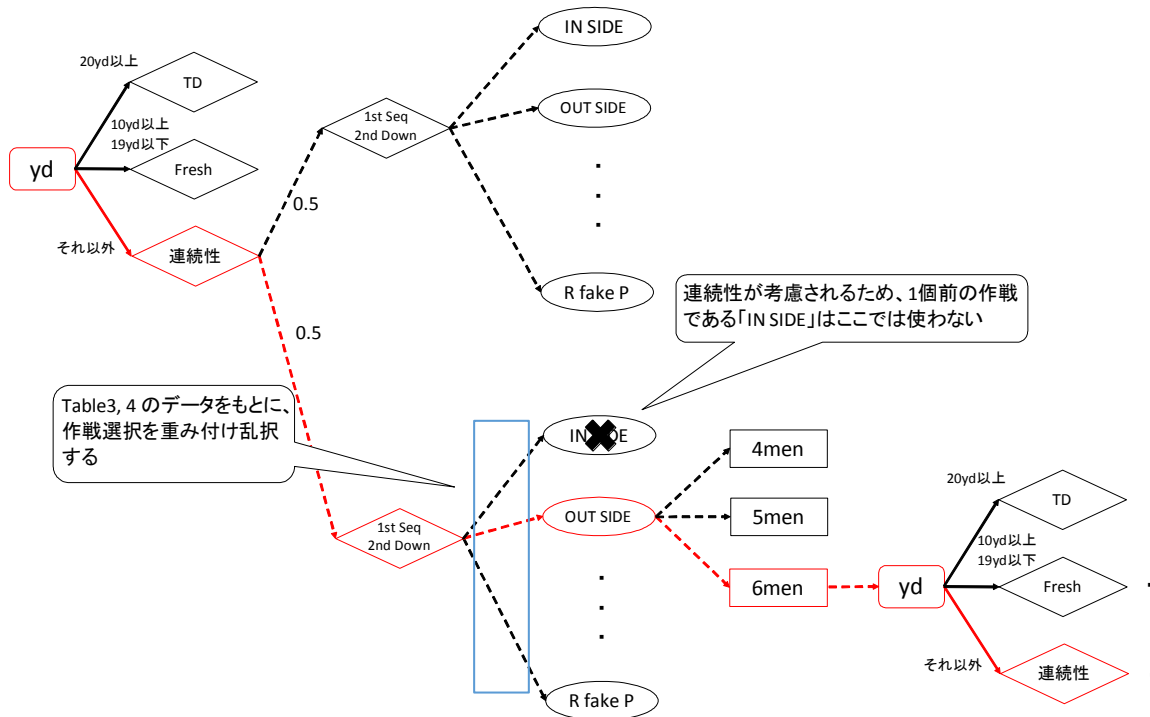 IN SIDE
20yd以上
TD
OUT SIDE
1st Seq
2nd Down
10yd以上
19yd以下
yd
Fresh
0.5
それ以外
連続性
R fake P
連続性が考慮されるため、1個前の作戦
である「IN SIDE」はここでは使わない
0.5
Table3, 4 のデータをもとに、
作戦選択を重み付け乱択
する
4men
20yd以上
TD
OUT SIDE
5men
1st Seq
2nd Down
10yd以上
19yd以下
6men
yd
Fresh
それ以外
連続性
R fake P